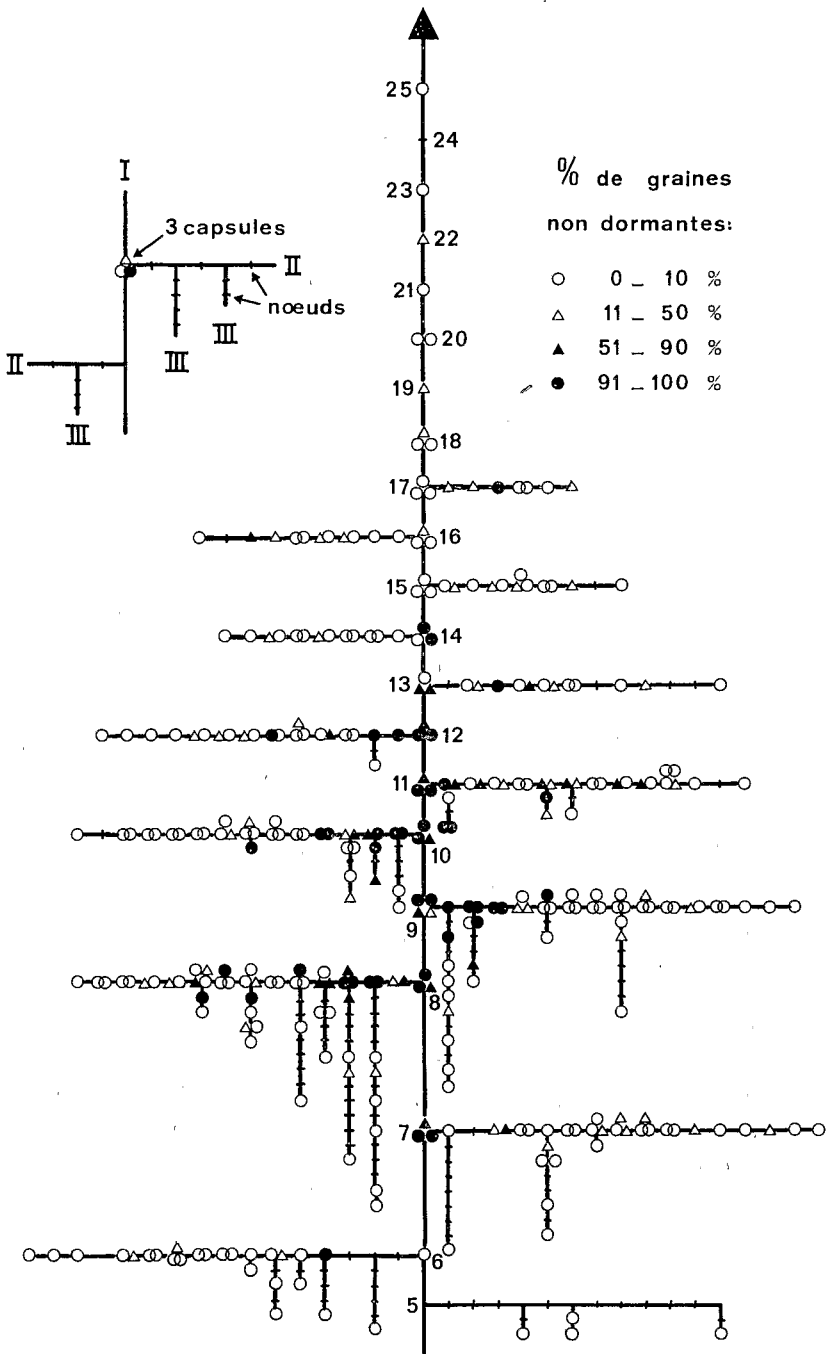 25
24
23
22
21
20
19
18
17
16
15
14
13
12
11
10
9
8
7
6
5
I
3 capsules
II
nœuds
III
III
II
III
% de graines
non dormantes:
○ 0 _ 10 %
△ 11 _ 50 %
▲ 51 _ 90 %
● 91 _ 100 %